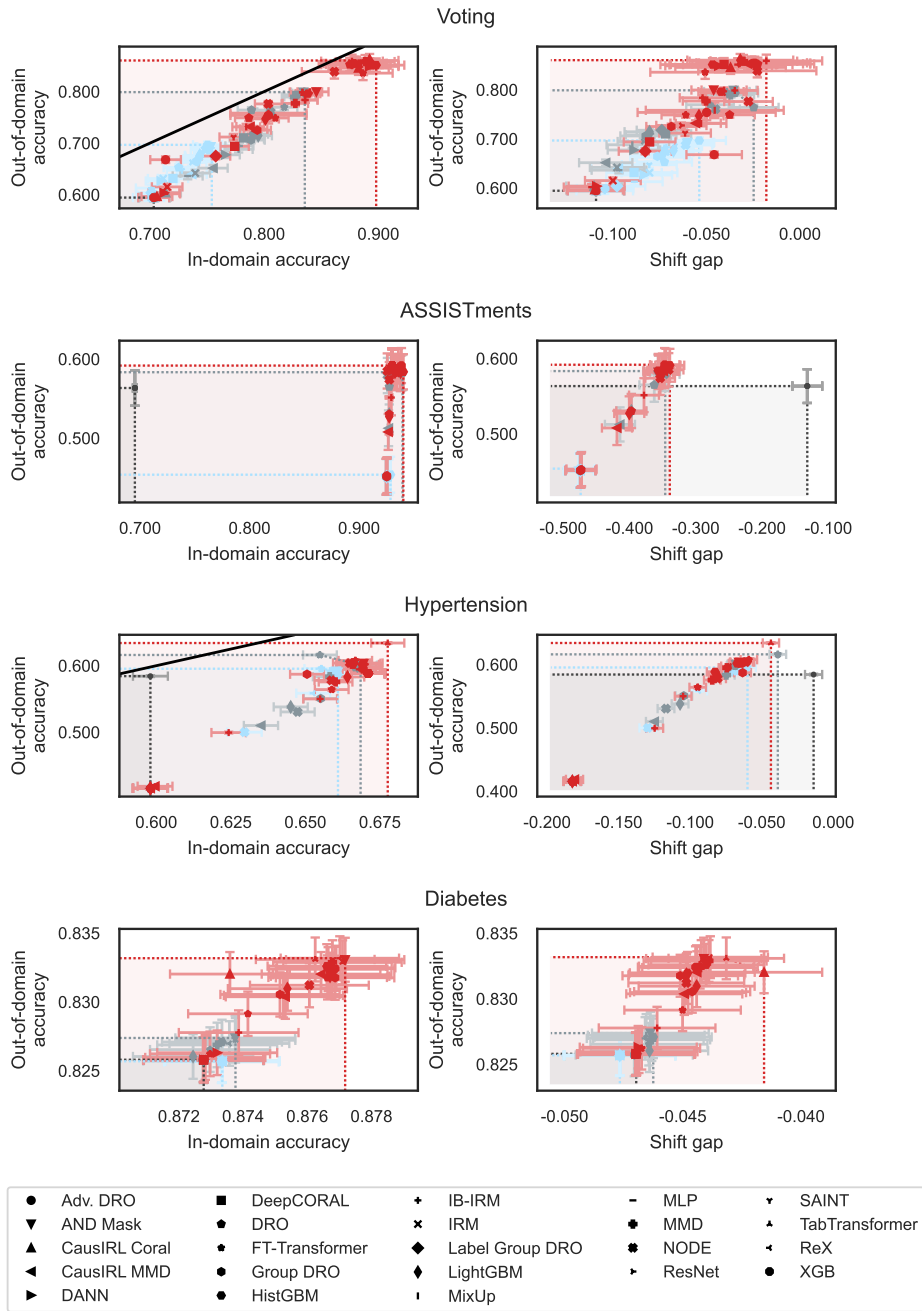 Voting
Out-of-domain
accuracy
0.800
0.700
0.600
0.700 0.800 0.900
In-domain accuracy
Out-of-domain
accuracy
0.800
0.700
0.600
-0.100 -0.050 0.000
Shift gap
ASSISTments
Out-of-domain
accuracy
0.600
0.500
0.700 0.800 0.900
In-domain accuracy
Out-of-domain
accuracy
0.600
0.500
-0.500 -0.400 -0.300 -0.200 -0.100
Shift gap
Hypertension
Out-of-domain
accuracy
0.600
0.500
0.600 0.625 0.650 0.675
In-domain accuracy
Out-of-domain
accuracy
0.600
0.500
0.400
-0.200 -0.150 -0.100 -0.050 0.000
Shift gap
Diabetes
Out-of-domain
accuracy
0.835
0.830
0.825
0.872 0.874 0.876 0.878
In-domain accuracy
Out-of-domain
accuracy
0.835
0.830
0.825
-0.050 -0.045 -0.040
Shift gap
Adv. DRO
AND Mask
CausIRL Coral
CausIRL MMD
DANN
DeepCORAL
DRO
FT-Transformer
Group DRO
HistGBM
IB-IRM
IRM
Label Group DRO
LightGBM
MixUp
MLP
MMD
NODE
ResNet
SAINT
TabTransformer
ReX
XGB